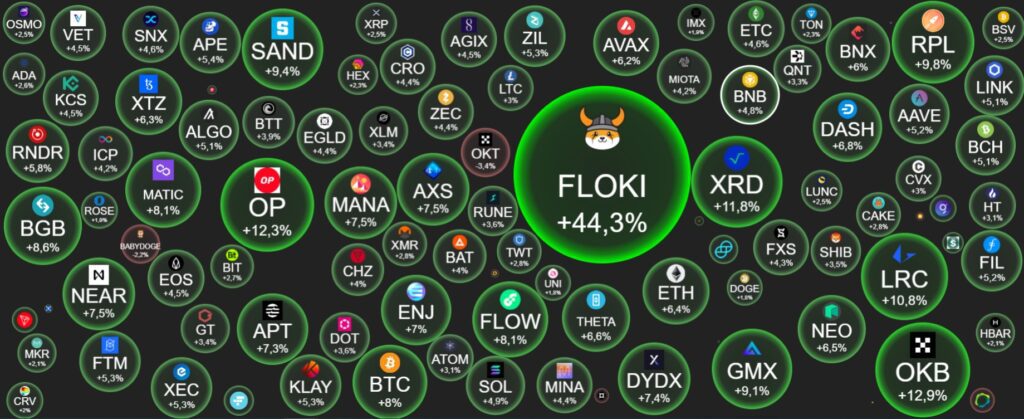 OSMO
+2,5%
VET
+4,5%
SNX
+4,6%
APE
+5,4%
SAND
+9,4%
XRP
+2,5%
AGIX
+4,5%
ZIL
+5,3%
AVAX
+6,2%
IMX
+1,9%
ETC
+4,6%
TON
+2,3%
BNX
+6%
RPL
+9,8%
BSV
+2,5%
ADA
+2,6%
KCS
+4,5%
XTZ
+6,3%
HEX
+2,3%
CRO
+4,4%
LTC
+3%
MIOTA
+4,2%
BNB
+4,8%
QNT
+3,3%
LINK
+5,1%
RNDR
+5,8%
ICP
+4,2%
ALGO
+5,1%
BTT
+3,9%
EGLD
+4,4%
XLM
+3,4%
ZEC
+4,4%
OKT
-3,4%
DASH
+6,8%
AAVE
+5,2%
BCH
+5,1%
MATIC
+8,1%
OP
OP
+12,3%
MANA
+7,5%
AXS
+7,5%
FLOKI
+44,3%
XRD
+11,8%
LUNC
+2,5%
CVX
+3%
BGB
+8,6%
ROSE
+1,9%
RUNE
+3,6%
CAKE
+2,8%
HT
+3,1%
BABYDOGE
-2,2%
XMR
+2,8%
BAT
+4%
TWT
+2,8%
FXS
+4,3%
SHIB
+3,5%
FIL
+5,2%
NEAR
+7,5%
EOS
+4,5%
BIT
+2,7%
CHZ
+4%
UNI
+1,9%
ETH
+6,4%
DOGE
+1,8%
LRC
+10,8%
GT
+3,4%
APT
+7,3%
DOT
+3,6%
ENJ
+7%
FLOW
+8,1%
THETA
+6,6%
NEO
+6,5%
HBAR
+2,1%
MKR
+2,1%
FTM
+5,3%
XEC
+5,3%
KLAY
+5,3%
BTC
+8%
ATOM
+3,1%
SOL
+4,9%
MINA
+4,4%
DYDX
+7,4%
GMX
+9,1%
OKB
+12,9%
CRV
+2%